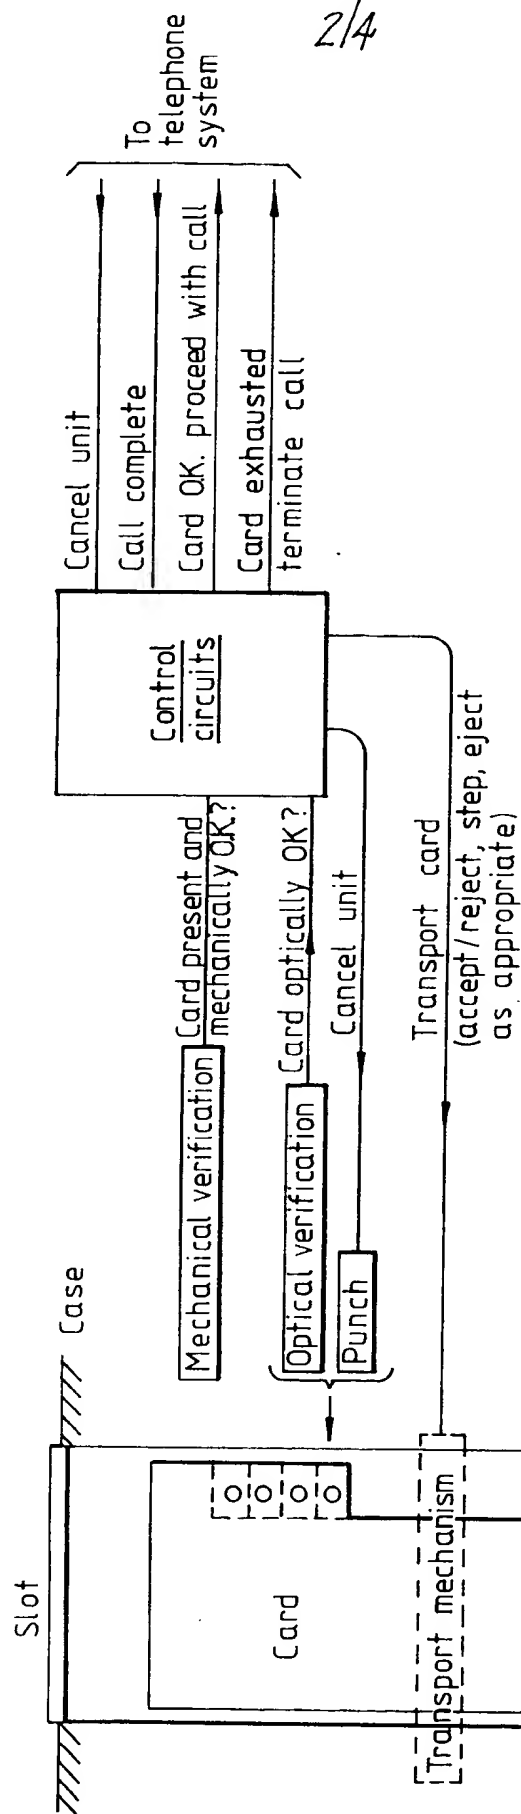 2/4
Slot
Case
Card
Transport mechanism
Mechanical verification
Optical verification
Punch
Card present and
mechanically O.K.?
Card optically OK?
Cancel unit
Transport card
(accept/reject, step, eject
as appropriate)
Control
circuits
Cancel unit
Call complete
Card O.K. proceed with call
Card exhausted
terminate call
To
telephone
system